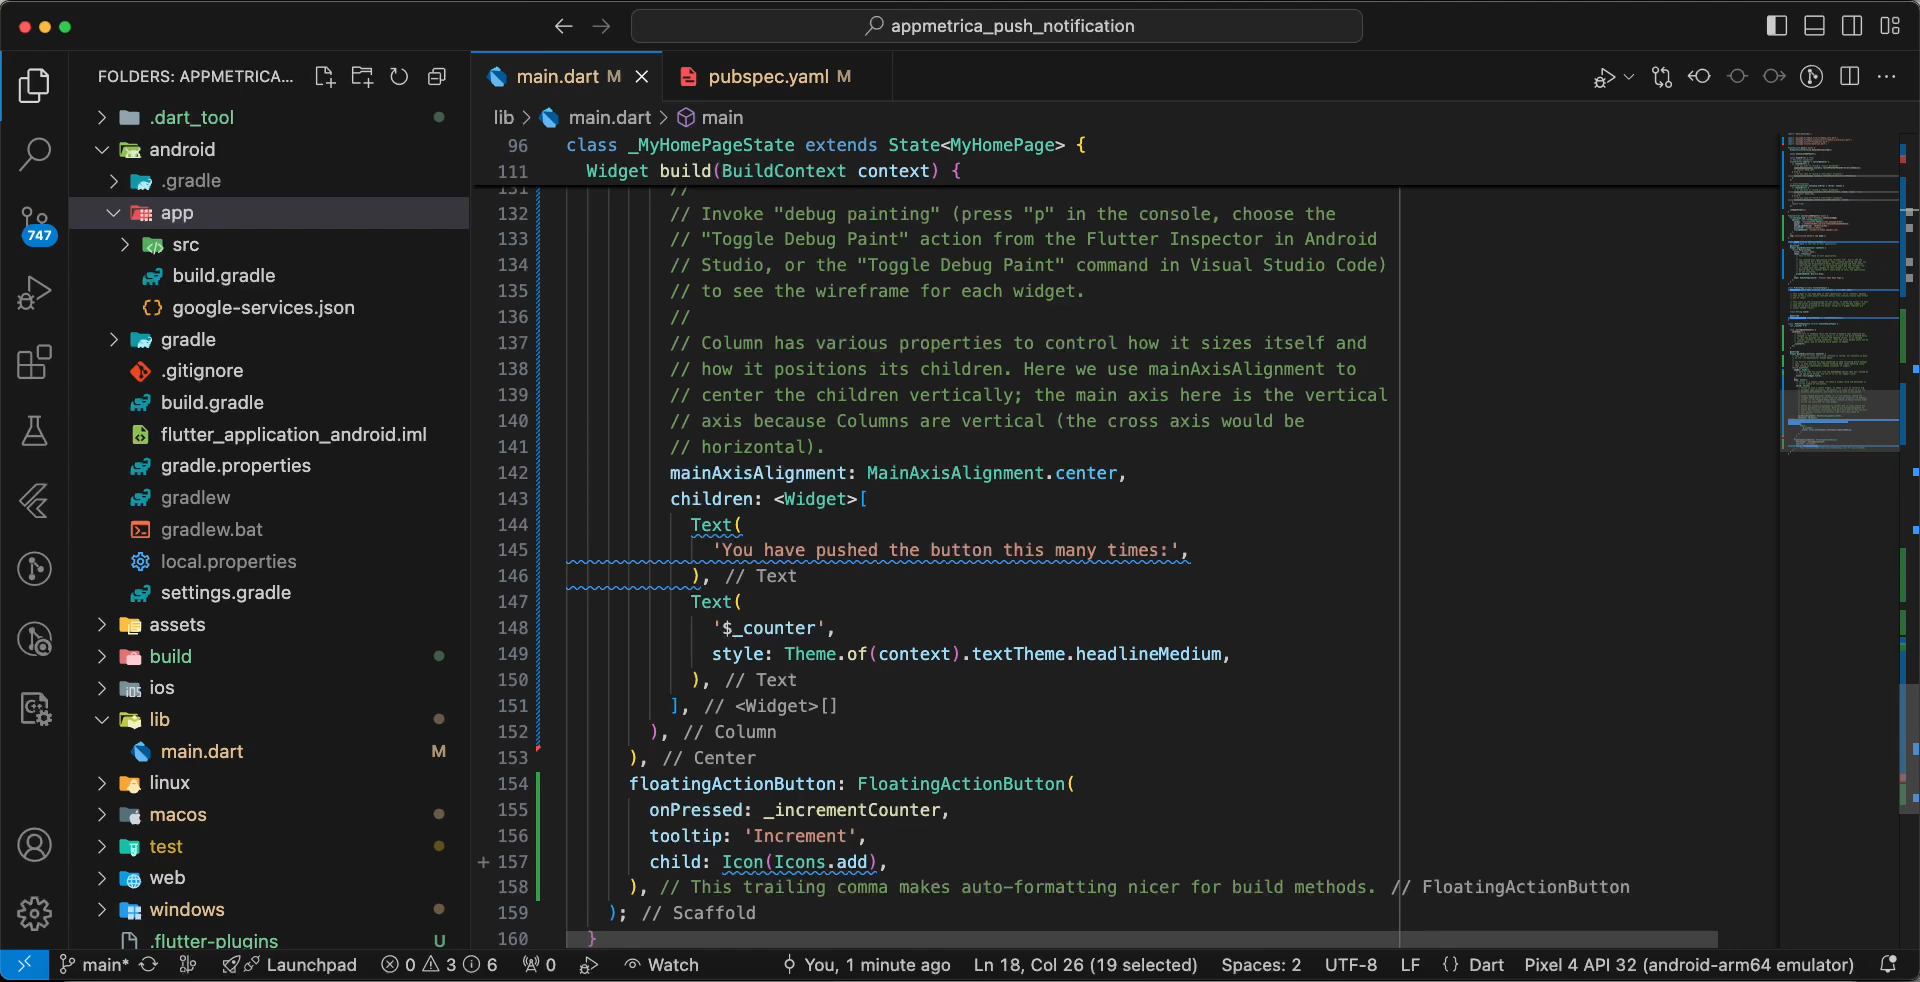 appmetrica_push_notification
FOLDERS: APPMETRICA...
main.dart M
pubspec.yaml M
.dart_tool
android
.gradle
app
src
build.gradle
google-services.json
gradle
.gitignore
build.gradle
flutter_application_android.iml
gradle.properties
gradlew
gradlew.bat
local.properties
settings.gradle
assets
build
ios
lib
main.dart M
linux
macos
test
web
windows
.flutter-plugins U
747
lib > main.dart > main
96 class _MyHomePageState extends State<MyHomePage> {
111 Widget build(BuildContext context) {
131 //
132 // Invoke "debug painting" (press "p" in the console, choose the
133 // "Toggle Debug Paint" action from the Flutter Inspector in Android
134 // Studio, or the "Toggle Debug Paint" command in Visual Studio Code)
135 // to see the wireframe for each widget.
136 //
137 // Column has various properties to control how it sizes itself and
138 // how it positions its children. Here we use mainAxisAlignment to
139 // center the children vertically; the main axis here is the vertical
140 // axis because Columns are vertical (the cross axis would be
141 // horizontal).
142 mainAxisAlignment: MainAxisAlignment.center,
143 children: <Widget>[
144 Text(
145 'You have pushed the button this many times:',
146 ), // Text
147 Text(
148 '$_counter',
149 style: Theme.of(context).textTheme.headlineMedium,
150 ), // Text
151 ], // <Widget>[]
152 ), // Column
153 ), // Center
154 floatingActionButton: FloatingActionButton(
155 onPressed: _incrementCounter,
156 tooltip: 'Increment',
+ 157 child: Icon(Icons.add),
158 ), // This trailing comma makes auto-formatting nicer for build methods. // FloatingActionButton
159 ); // Scaffold
160 }
main* Launchpad 0 3 6 0 Watch You, 1 minute ago Ln 18, Col 26 (19 selected) Spaces: 2 UTF-8 LF {} Dart Pixel 4 API 32 (android-arm64 emulator)